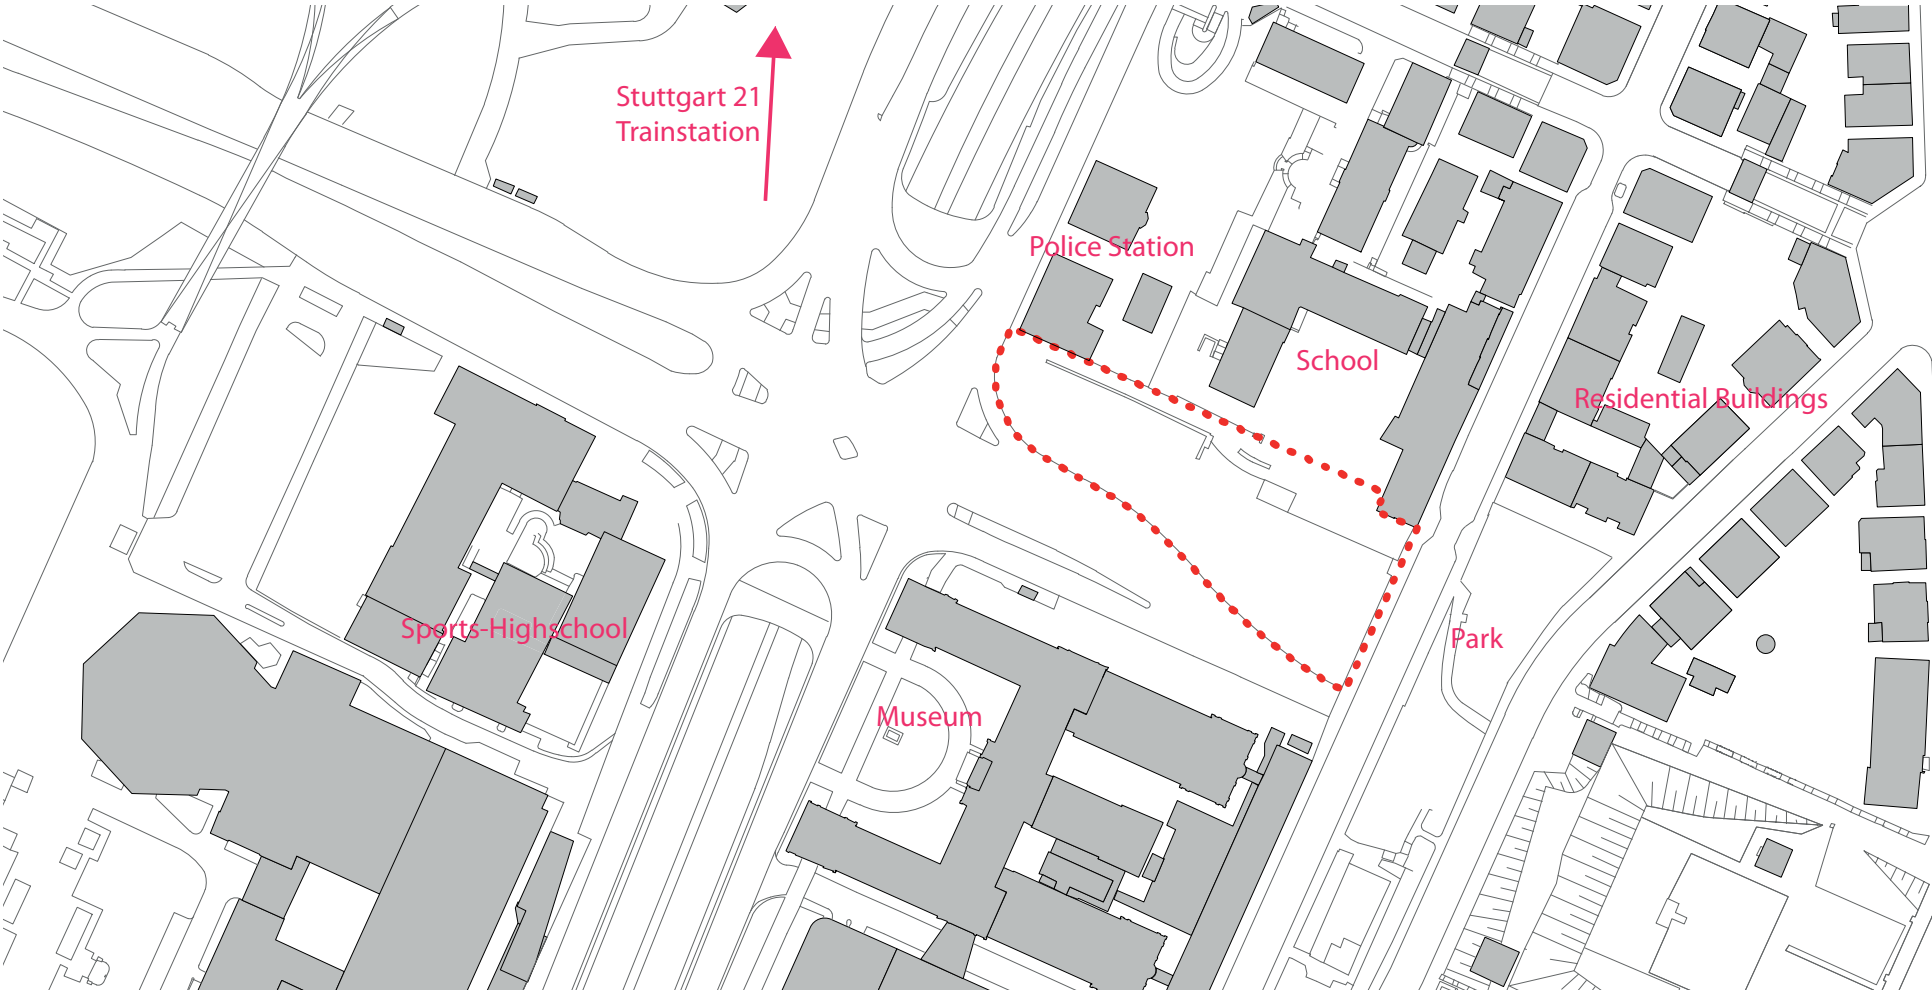 Stuttgart 21
Trainstation
Police Station
School
Residential Buildings
Sports-Highschool
Park
Museum